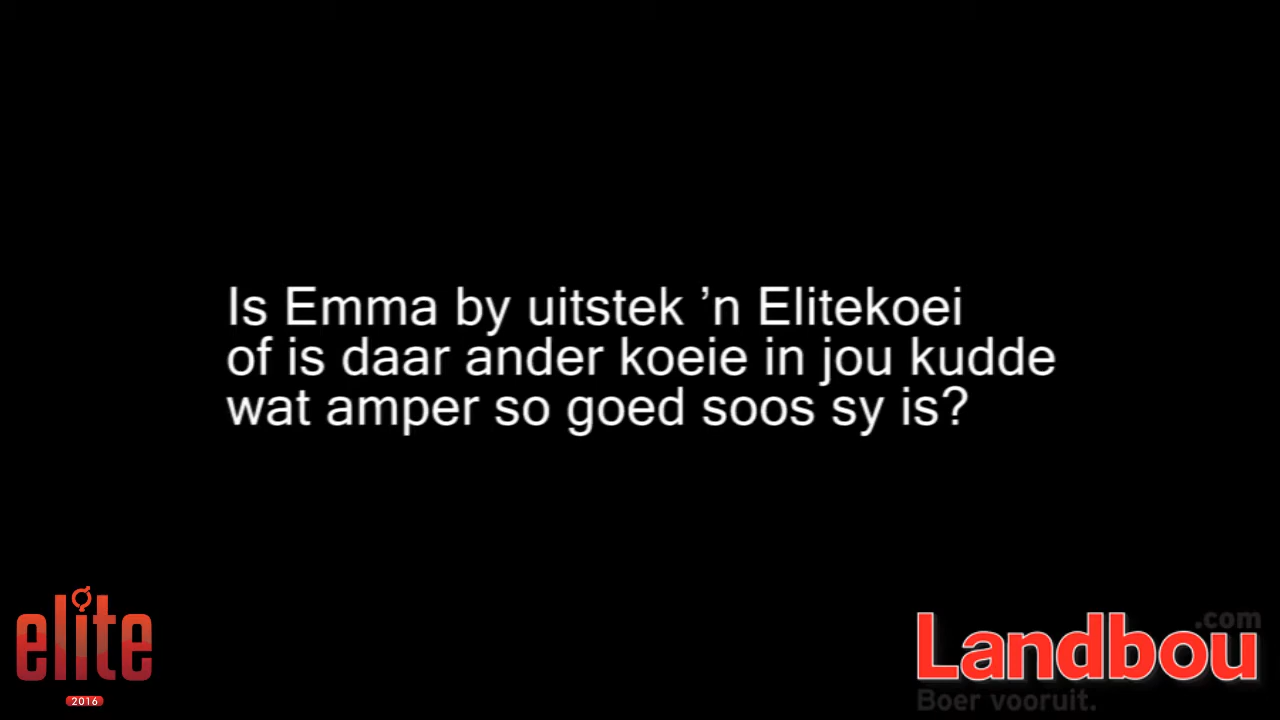 Is Emma by uitstek ’n Elitekoei
of is daar ander koeie in jou kudde
wat amper so goed soos sy is?
elite
2016
.com
Landbou
Boer vooruit.